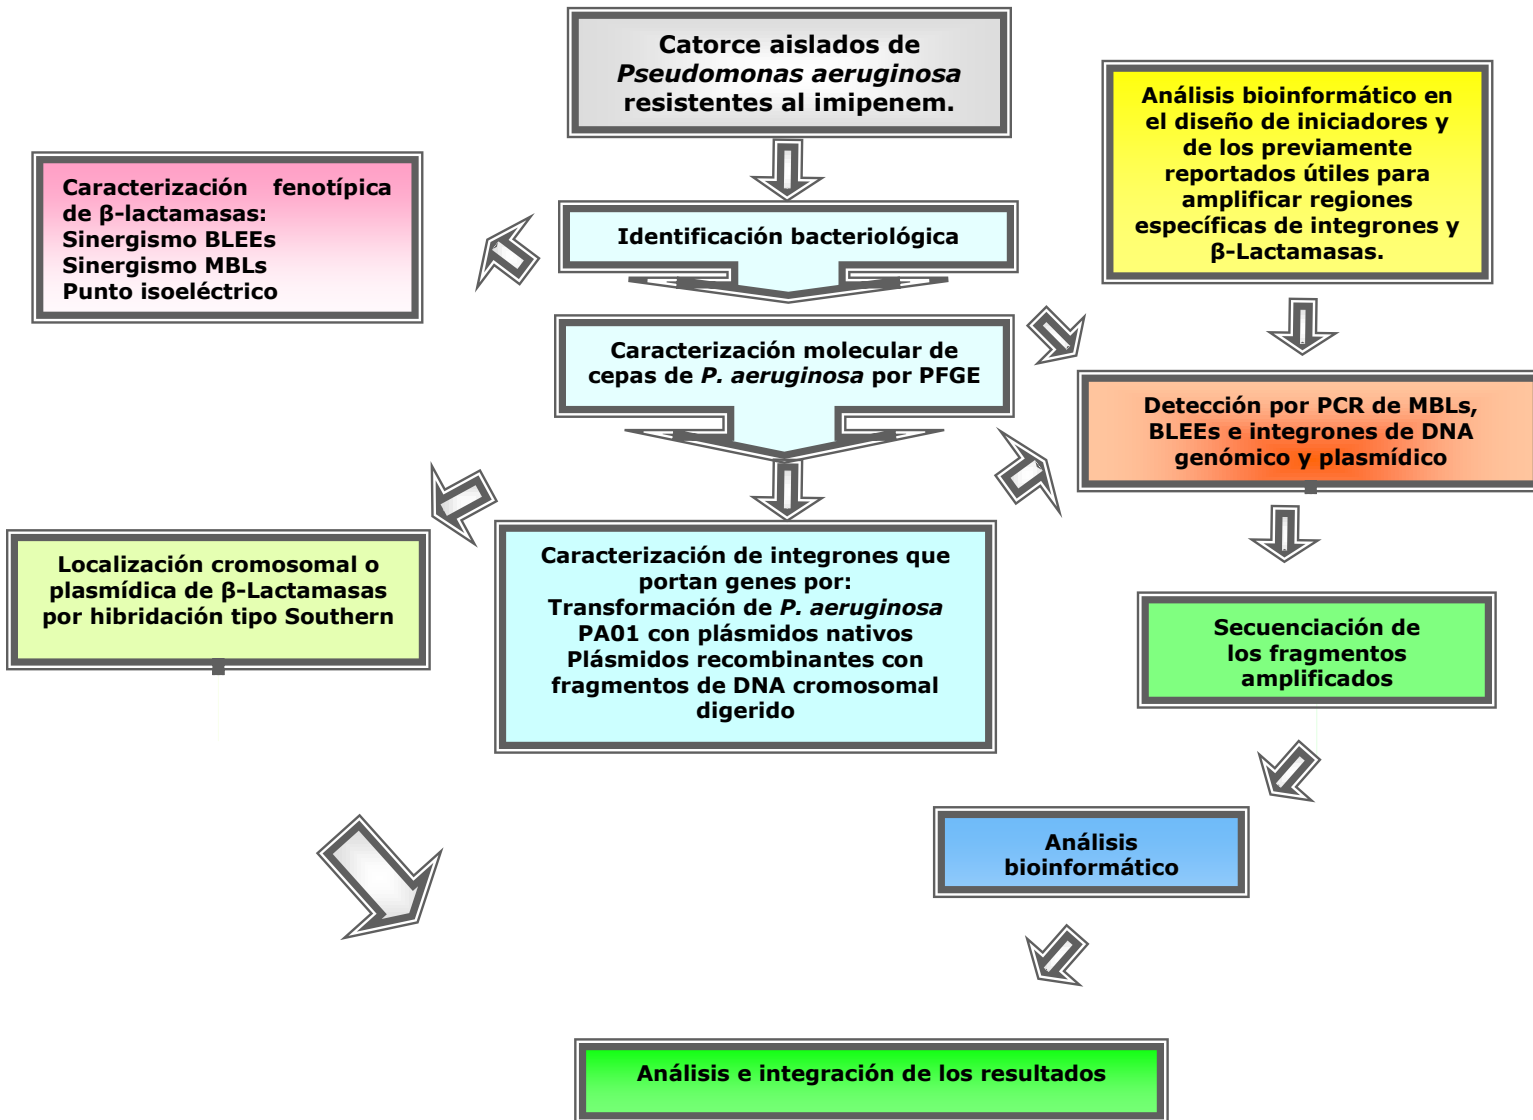 Catorce aislados de
Pseudomonas aeruginosa
resistentes al imipenem.
Análisis bioinformático en
el diseño de iniciadores y
de los previamente
reportados útiles para
amplificar regiones
específicas de integrones y
β-Lactamasas.
Caracterización fenotípica
de β-lactamasas:
Sinergismo BLEEs
Sinergismo MBLs
Punto isoeléctrico
Identificación bacteriológica
Caracterización molecular de
cepas de P. aeruginosa por PFGE
Detección por PCR de MBLs,
BLEEs e integrones de DNA
genómico y plasmídico
Localización cromosomal o
plasmídica de β-Lactamasas
por hibridación tipo Southern
Caracterización de integrones que
portan genes por:
Transformación de P. aeruginosa
PA01 con plásmidos nativos
Plásmidos recombinantes con
fragmentos de DNA cromosomal
digerido
Secuenciación de
los fragmentos
amplificados
Análisis
bioinformático
Análisis e integración de los resultados